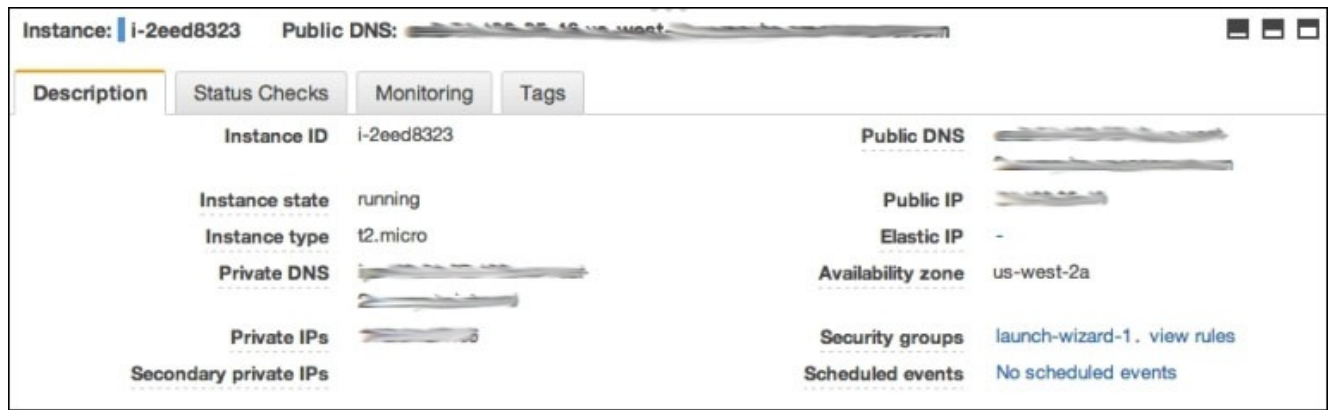 Instance: i-2eed8323 Public DNS:
Description Status Checks Monitoring Tags
Instance ID i-2eed8323 Public DNS
Instance state running Public IP
Instance type t2.micro Elastic IP -
Private DNS Availability zone us-west-2a
Private IPs Security groups launch-wizard-1. view rules
Secondary private IPs Scheduled events No scheduled events